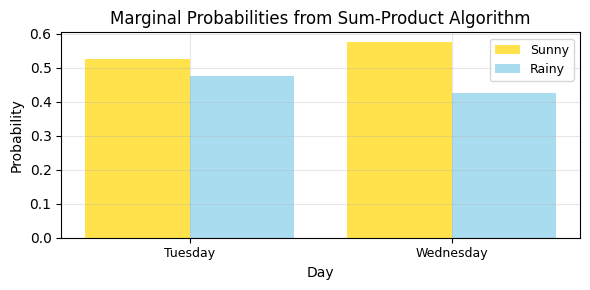 Marginal Probabilities from Sum-Product Algorithm
Probability
0.6
0.5
0.4
0.3
0.2
0.1
0.0
Sunny
Rainy
Tuesday
Wednesday
Day